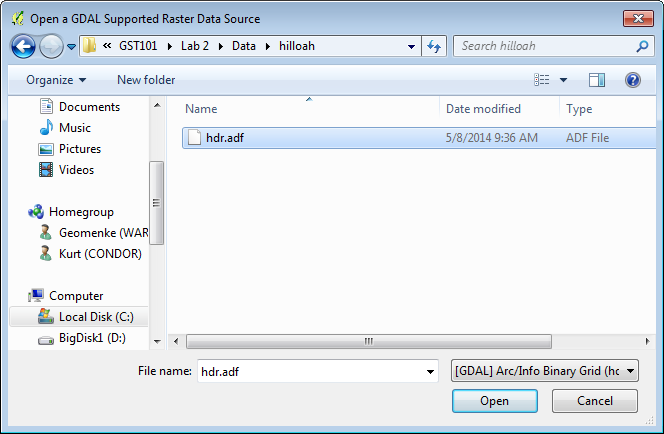 Open a GDAL Supported Raster Data Source
« GST101 Lab 2 Data hilloah
Search hilloah
Organize New folder
Name Date modified Type
hdr.adf 5/8/2014 9:36 AM ADF File
Documents
Music
Pictures
Videos
Homegroup
Geomenke (WAR
Kurt (CONDOR)
Computer
Local Disk (C:)
BigDisk1 (D:)
File name: hdr.adf [GDAL] Arc/Info Binary Grid (hd
Open Cancel